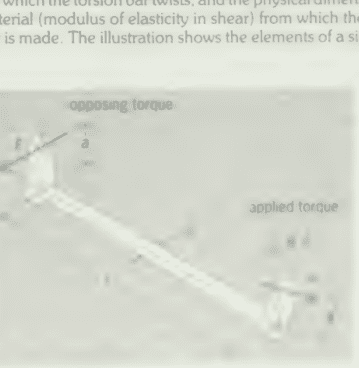 which the torsion bar twists, and the physical dimen
terial (modulus of elasticity in shear) from which the
is made. The illustration shows the elements of a si
opposing torque
F
a
applied torque